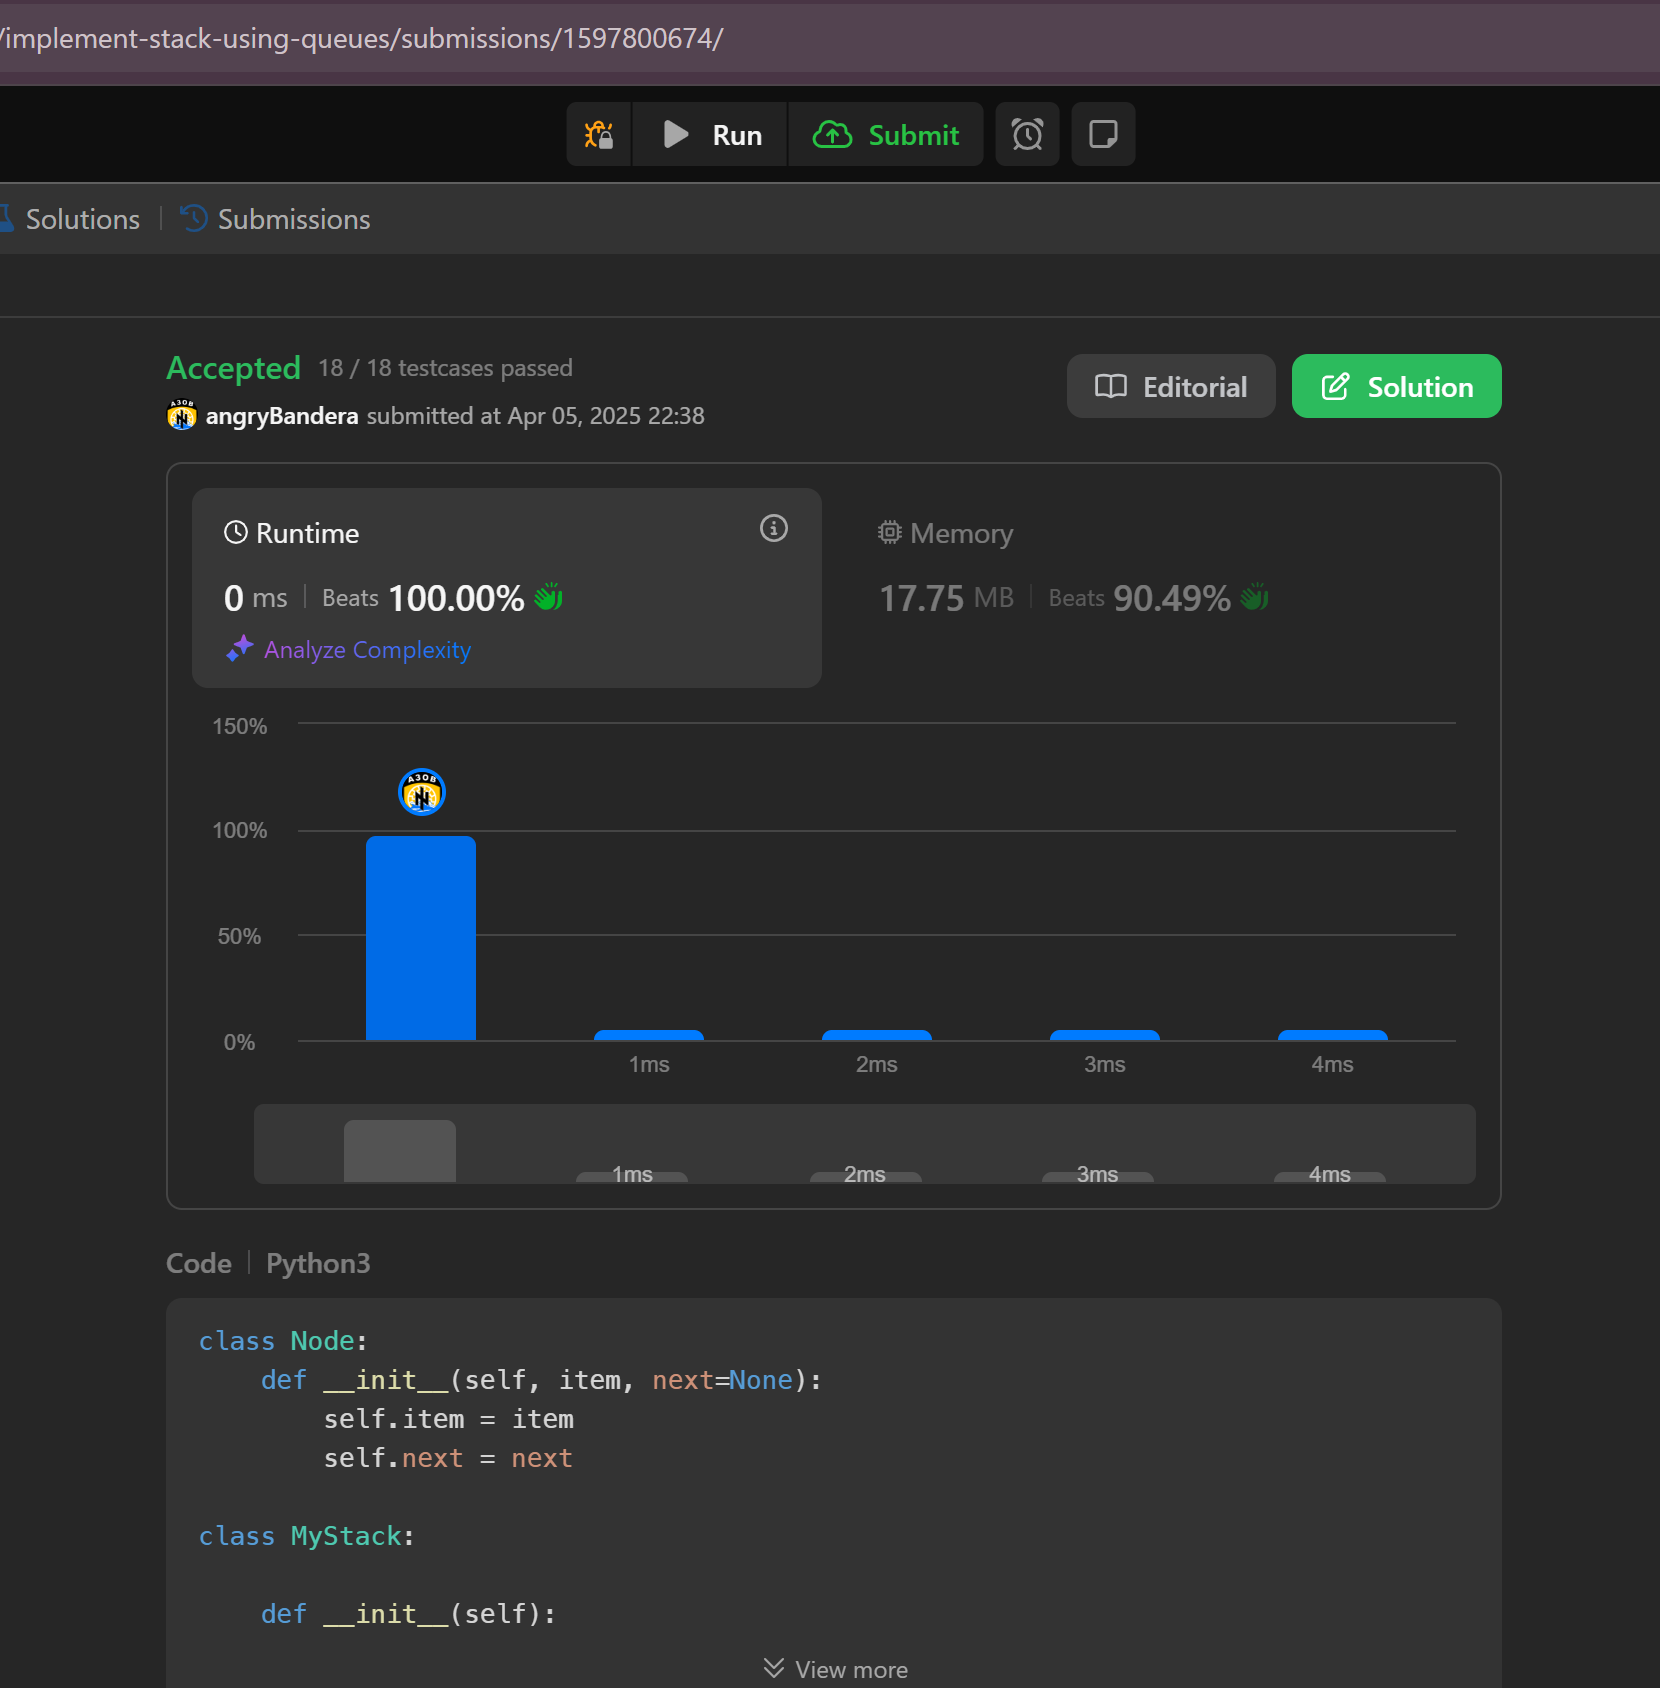 /implement-stack-using-queues/submissions/1597800674/
Run
Submit
Solutions
Submissions
Accepted 18 / 18 testcases passed
Editorial
Solution
АЗОВ
angryBandera submitted at Apr 05, 2025 22:38
Runtime
0 ms Beats 100.00%
Analyze Complexity
Memory
17.75 MB Beats 90.49%
150%
АЗОВ
100%
50%
0%
1ms 2ms 3ms 4ms
1ms 2ms 3ms 4ms
Code | Python3
class Node:
    def __init__(self, item, next=None):
        self.item = item
        self.next = next
class MyStack:
    def __init__(self):
View more